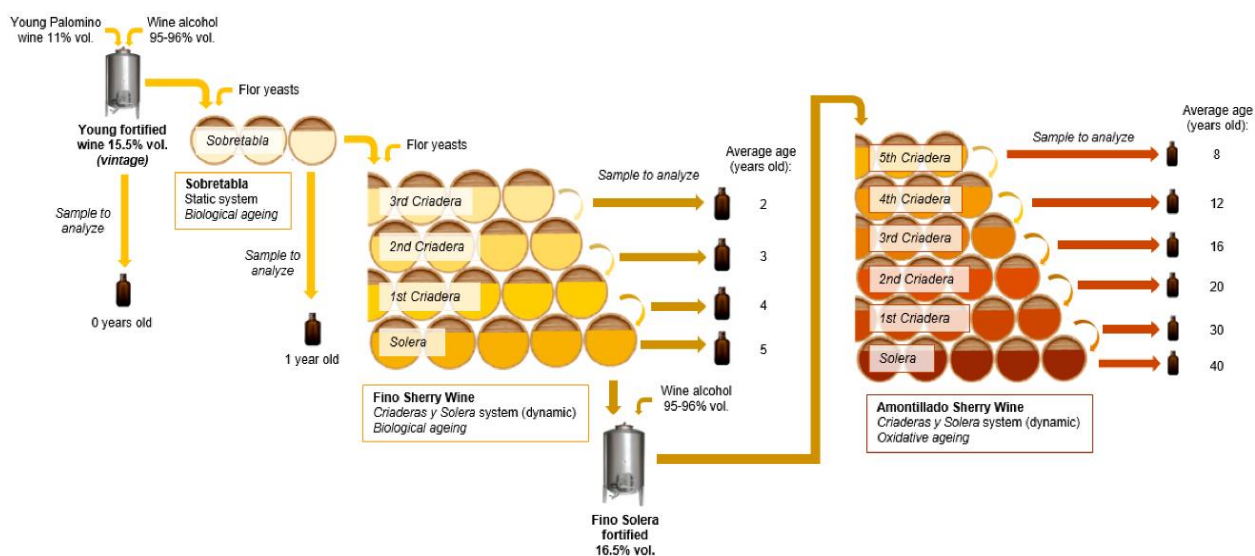 Young Palomino
wine 11% vol.
Wine alcohol
95-96% vol.
Flor yeasts
Young fortified
wine 15.5% vol.
(vintage)
Sobretabla
Flor yeasts
Sobretabla
Static system
Biological ageing
Sample to
analyze
0 years old
Sample to
analyze
1 year old
3rd Criadera
2nd Criadera
1st Criadera
Solera
Sample to analyze
Average age
(years old):
2
3
4
5
Fino Sherry Wine
Criaderas y Solera system (dynamic)
Biological ageing
Wine alcohol
95-96% vol.
Fino Solera
fortified
16.5% vol.
5th Criadera
4th Criadera
3rd Criadera
2nd Criadera
1st Criadera
Solera
Sample to analyze
Average age
(years old):
8
12
16
20
30
40
Amontillado Sherry Wine
Criaderas y Solera system (dynamic)
Oxidative ageing